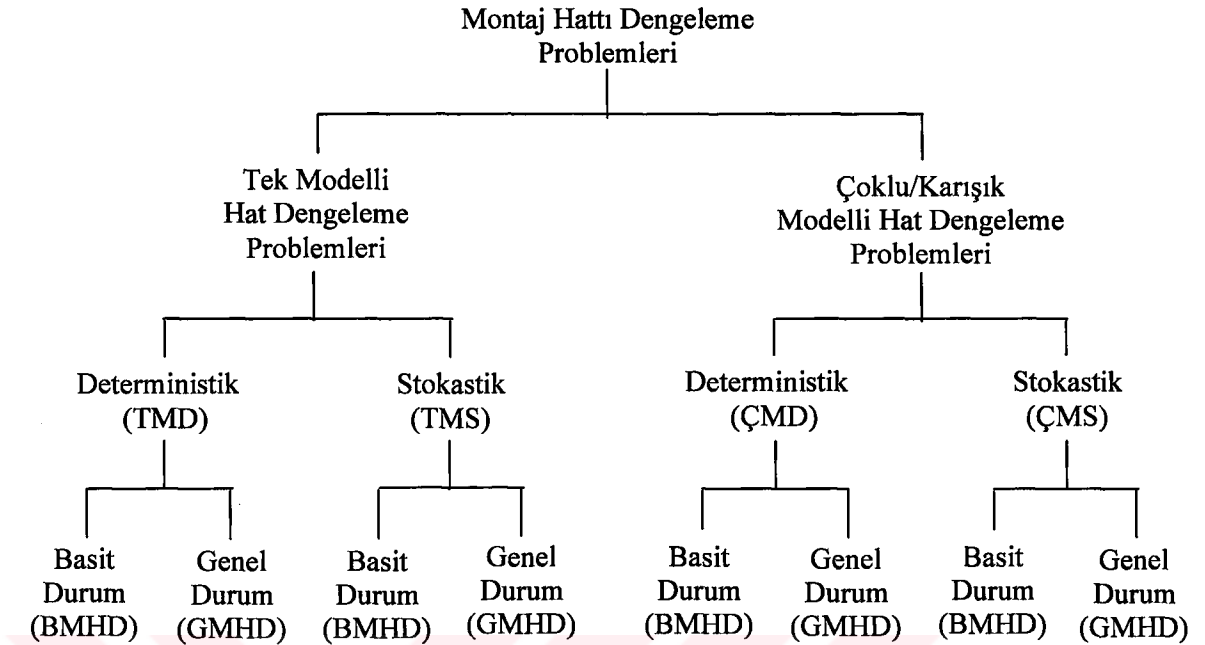 Montaj Hattı Dengeleme
Problemleri
Tek Modelli
Hat Dengeleme
Problemleri
Çoklu/Karışık
Modelli Hat Dengeleme
Problemleri
Deterministik
(TMD)
Stokastik
(TMS)
Deterministik
(ÇMD)
Stokastik
(ÇMS)
Basit
Durum
(BMHD)
Genel
Durum
(GMHD)
Basit
Durum
(BMHD)
Genel
Durum
(GMHD)
Basit
Durum
(BMHD)
Genel
Durum
(GMHD)
Basit
Durum
(BMHD)
Genel
Durum
(GMHD)